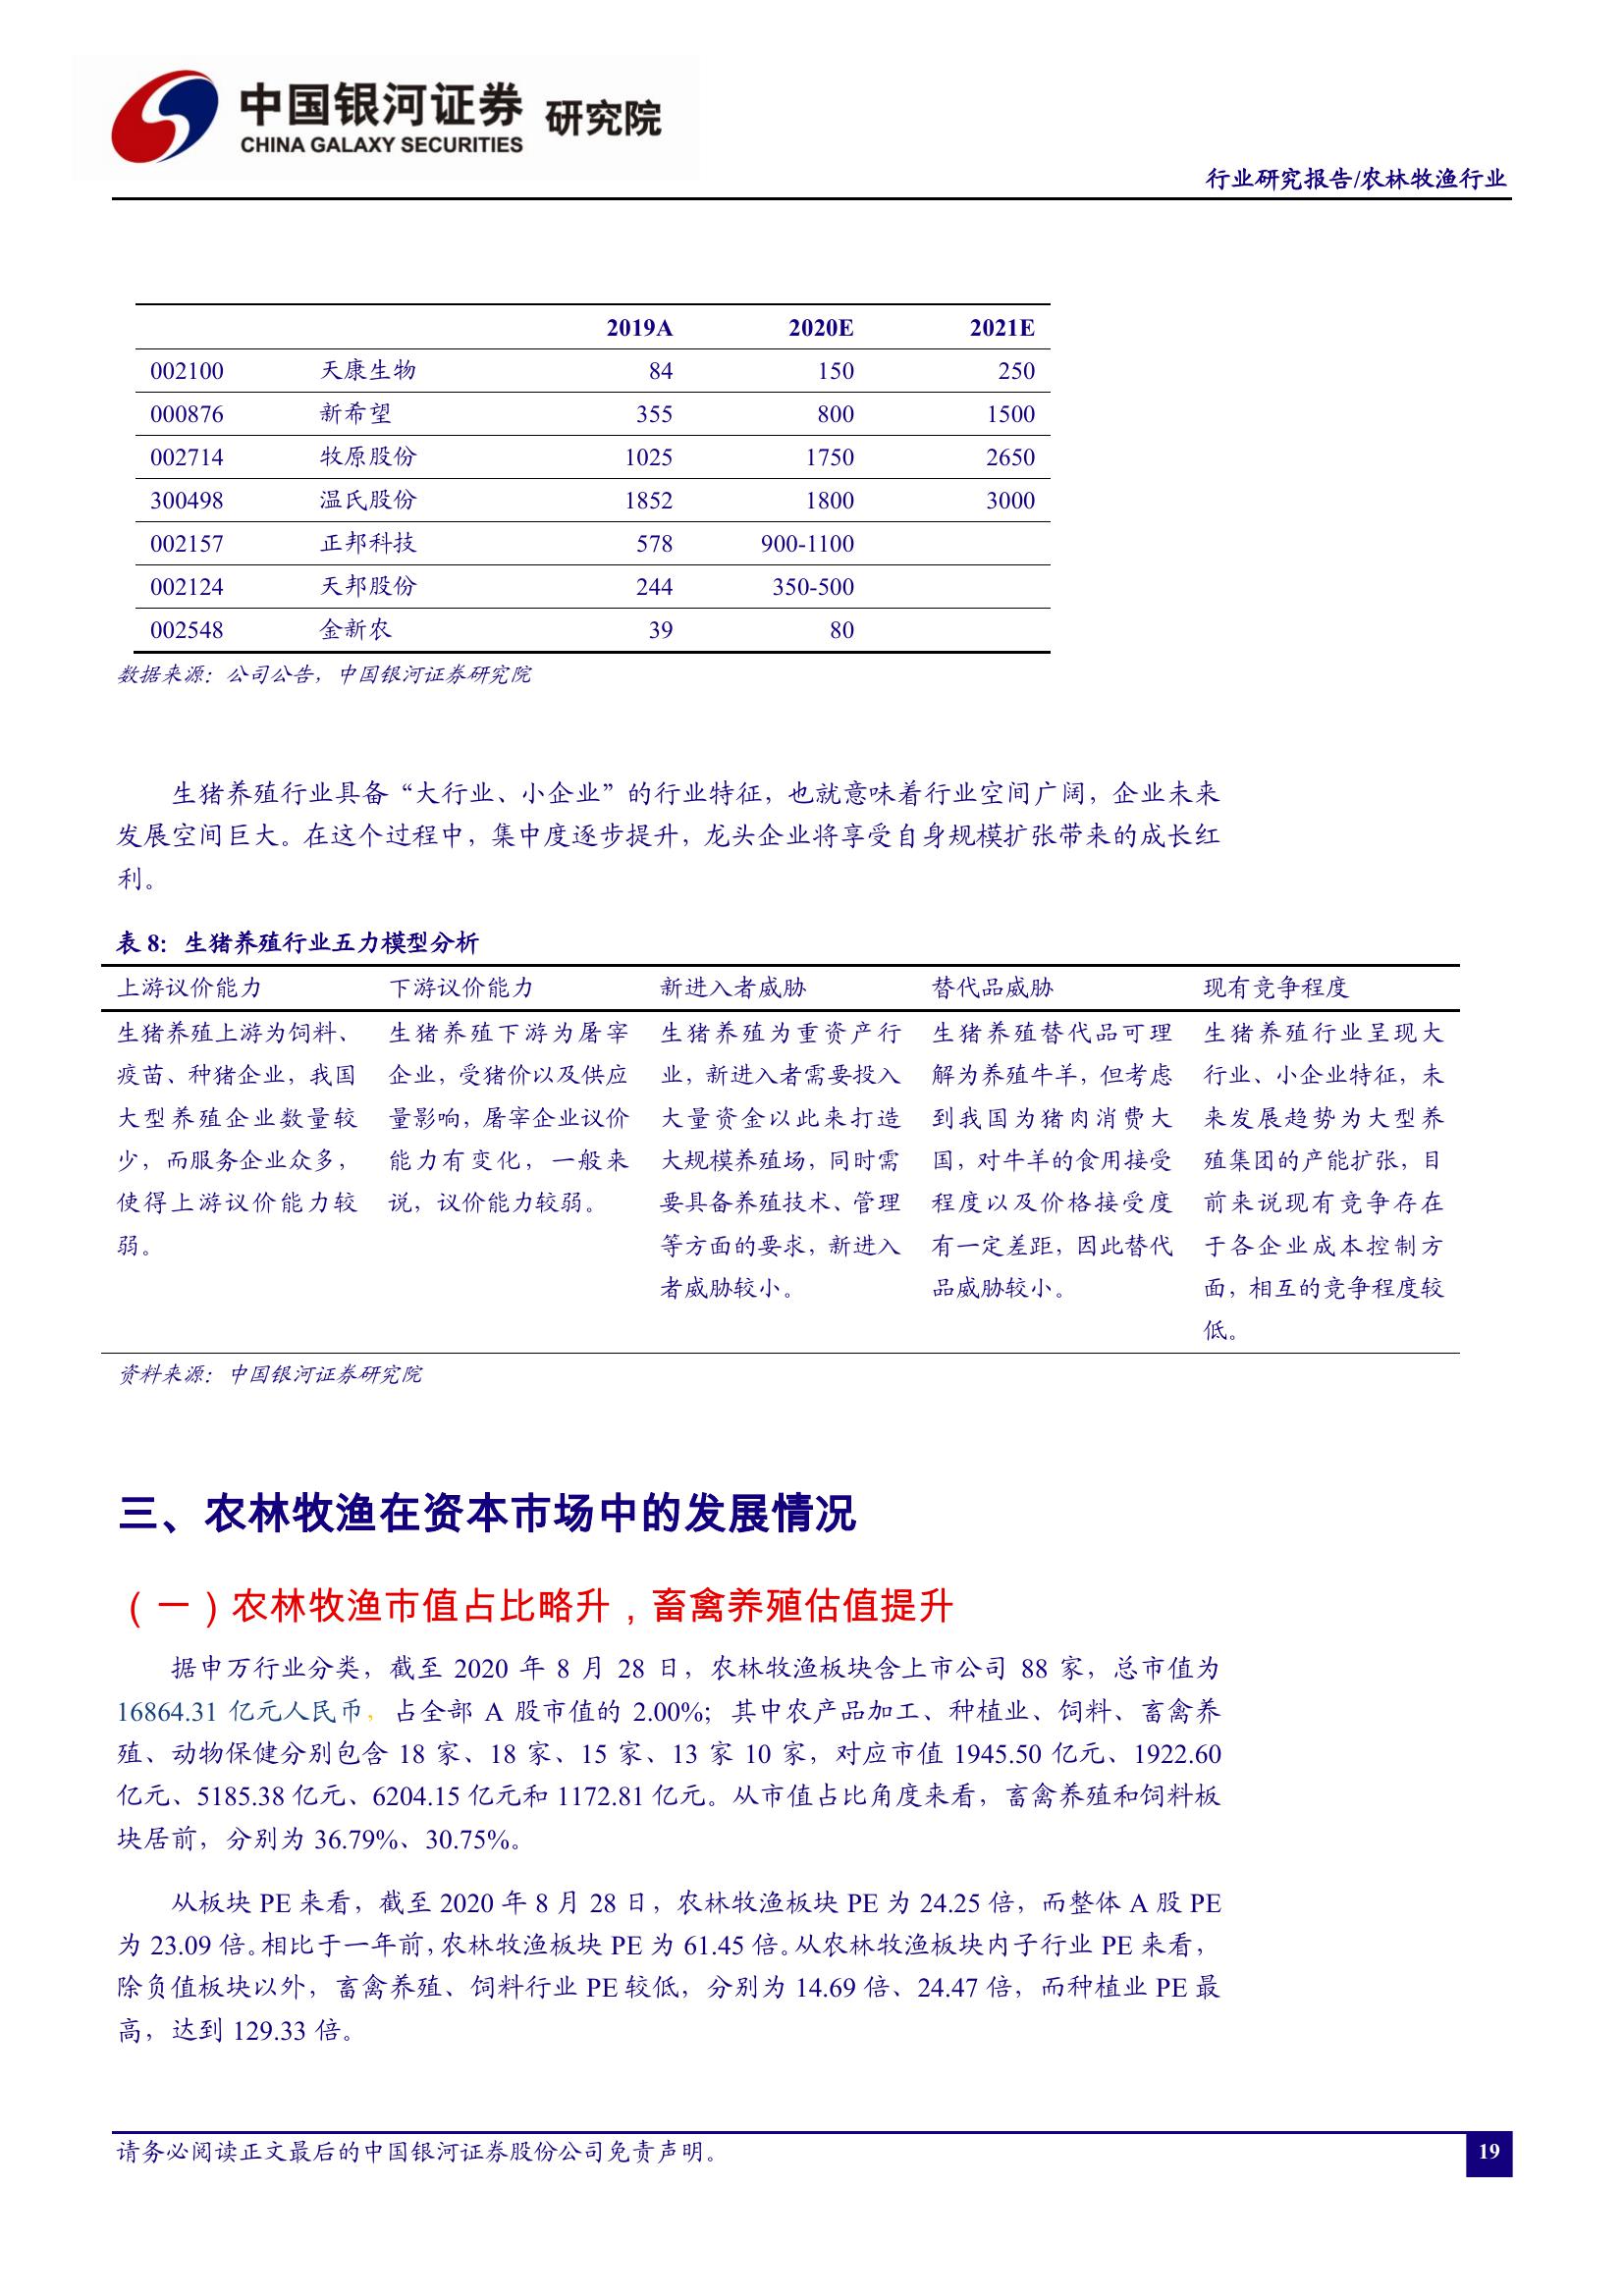 中国银河证券 研究院
CHINA GALAXY SECURITIES
行业研究报告/农林牧渔行业
2019A 2020E 2021E
002100 天康生物 84 150 250
000876 新希望 355 800 1500
002714 牧原股份 1025 1750 2650
300498 温氏股份 1852 1800 3000
002157 正邦科技 578 900-1100
002124 天邦股份 244 350-500
002548 金新农 39 80
数据来源：公司公告，中国银河证券研究院
生猪养殖行业具备“大行业、小企业”的行业特征，也就意味着行业空间广阔，企业未来
发展空间巨大。在这个过程中，集中度逐步提升，龙头企业将享受自身规模扩张带来的成长红
利。
表 8：生猪养殖行业五力模型分析
上游议价能力 下游议价能力 新进入者威胁 替代品威胁 现有竞争程度
生猪养殖上游为饲料、
疫苗、种猪企业，我国
大型养殖企业数量较
少，而服务企业众多，
使得上游议价能力较
弱。
生猪养殖下游为屠宰
企业，受猪价以及供应
量影响，屠宰企业议价
能力有变化，一般来
说，议价能力较弱。
生猪养殖为重资产行
业，新进入者需要投入
大量资金以此来打造
大规模养殖场，同时需
要具备养殖技术、管理
等方面的要求，新进入
者威胁较小。
生猪养殖替代品可理
解为养殖牛羊，但考虑
到我国为猪肉消费大
国，对牛羊的食用接受
程度以及价格接受度
有一定差距，因此替代
品威胁较小。
生猪养殖行业呈现大
行业、小企业特征，未
来发展趋势为大型养
殖集团的产能扩张，目
前来说现有竞争存在
于各企业成本控制方
面，相互的竞争程度较
低。
资料来源：中国银河证券研究院
三、农林牧渔在资本市场中的发展情况
（一）农林牧渔市值占比略升，畜禽养殖估值提升
据申万行业分类，截至 2020 年 8 月 28 日，农林牧渔板块含上市公司 88 家，总市值为
16864.31 亿元人民币，占全部 A 股市值的 2.00%；其中农产品加工、种植业、饲料、畜禽养
殖、动物保健分别包含 18 家、18 家、15 家、13 家 10 家，对应市值 1945.50 亿元、1922.60
亿元、5185.38 亿元、6204.15 亿元和 1172.81 亿元。从市值占比角度来看，畜禽养殖和饲料板
块居前，分别为 36.79%、30.75%。
从板块 PE 来看，截至 2020 年 8 月 28 日，农林牧渔板块 PE 为 24.25 倍，而整体 A 股 PE
为 23.09 倍。相比于一年前，农林牧渔板块 PE 为 61.45 倍。从农林牧渔板块内子行业 PE 来看，
除负值板块以外，畜禽养殖、饲料行业 PE 较低，分别为 14.69 倍、24.47 倍，而种植业 PE 最
高，达到 129.33 倍。
请务必阅读正文最后的中国银河证券股份公司免责声明。
19